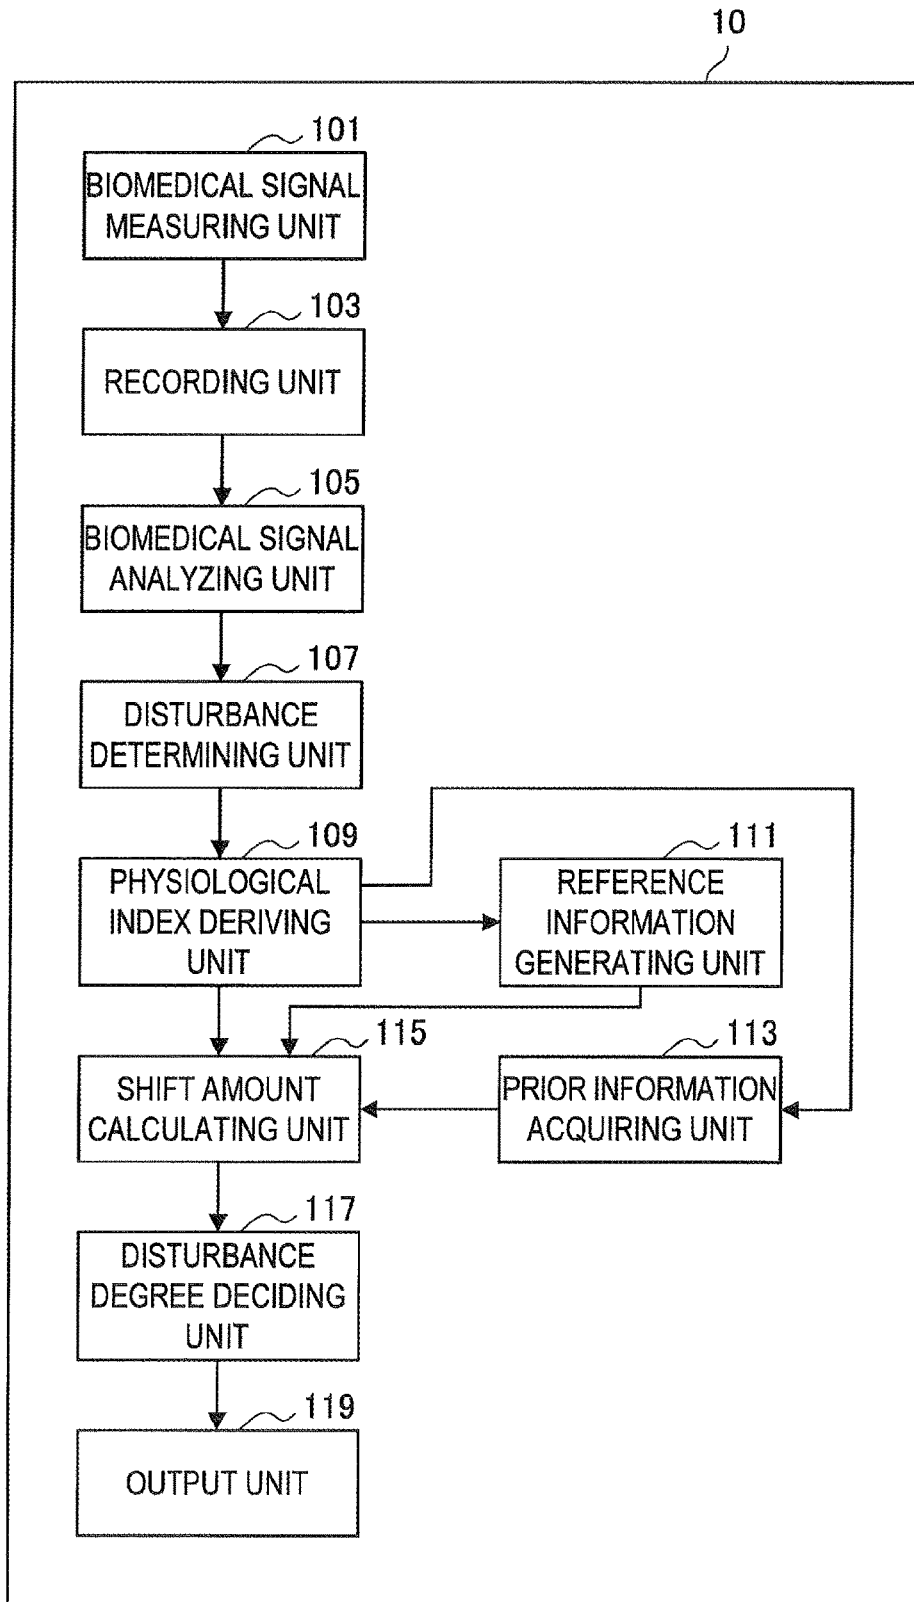 10
101
BIOMEDICAL SIGNAL
MEASURING UNIT
103
RECORDING UNIT
105
BIOMEDICAL SIGNAL
ANALYZING UNIT
107
DISTURBANCE
DETERMINING UNIT
109
PHYSIOLOGICAL
INDEX DERIVING
UNIT
111
REFERENCE
INFORMATION
GENERATING UNIT
115
SHIFT AMOUNT
CALCULATING UNIT
113
PRIOR INFORMATION
ACQUIRING UNIT
117
DISTURBANCE
DEGREE DECIDING
UNIT
119
OUTPUT UNIT